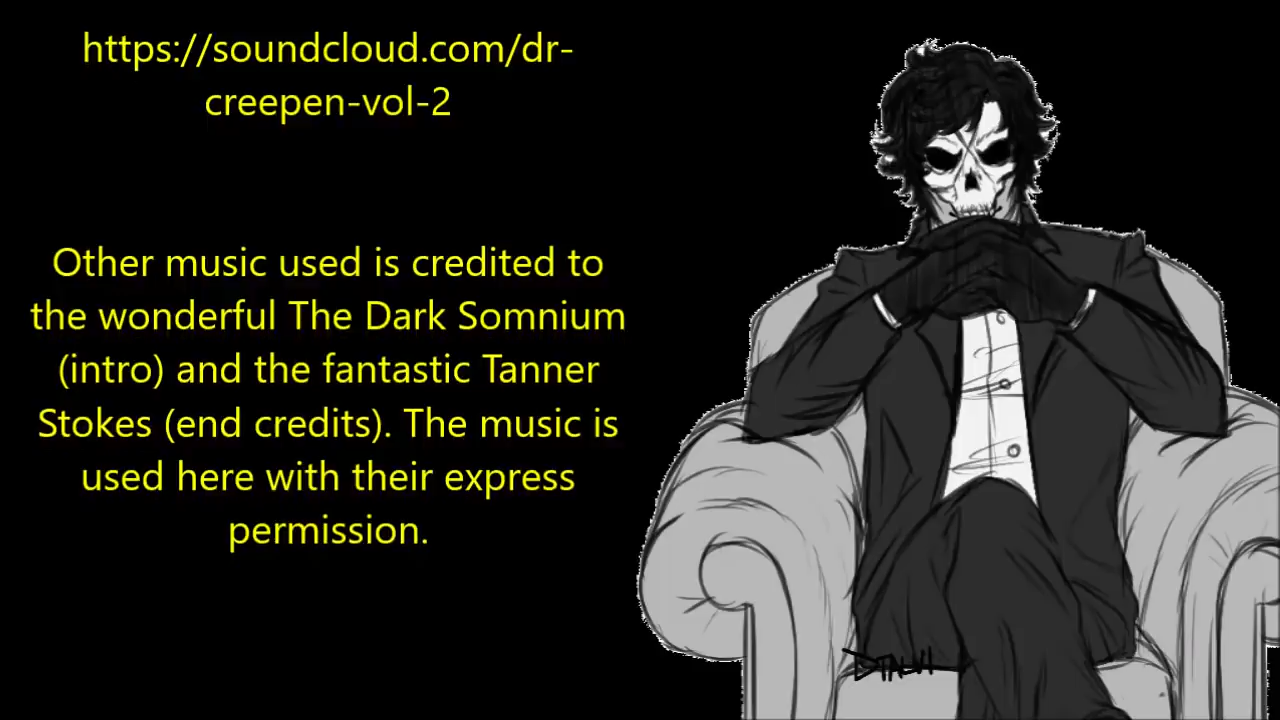 https://soundcloud.com/dr-
creepen-vol-2
Other music used is credited to
the wonderful The Dark Somnium
(intro) and the fantastic Tanner
Stokes (end credits). The music is
used here with their express
permission.